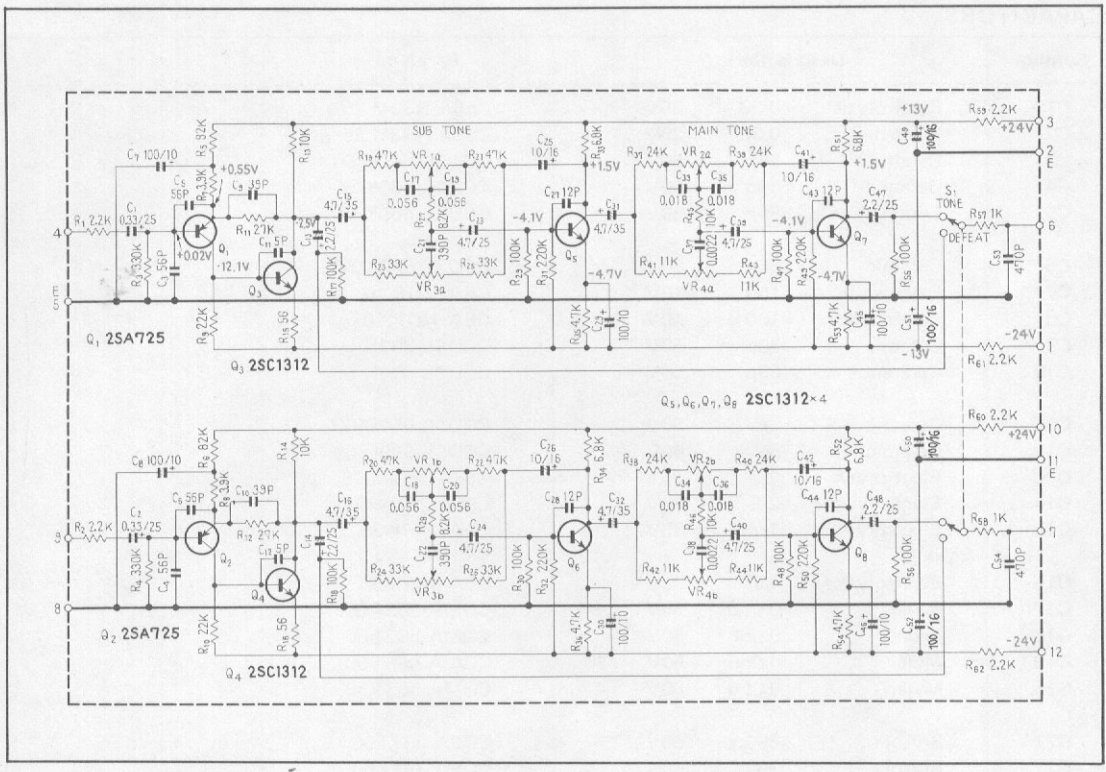 +13V
R59 2.2K
+24V
3
C7 100/10
R5 82K
R13 10K
SUB TONE
MAIN TONE
C49 100/16
2
E
R19 47K
VR1a
R21 47K
C25
10/16
R33 6.8K
R37 24K
VR2a
R39 24K
C41
10/16
R51 6.8K
+0.55V
+1.5V
+1.5V
C5
56P
R7 3.9K
C9 39P
C17
0.056
C19
0.056
C33
0.018
C35
0.018
S1
TONE
R57 1K
6
R1 2.2K
C1
0.33/25
4
R11 27K
-2.5V
C15
4.7/35
8.2K
C21
390P
C23
4.7/25
-4.1V
C27 12P
C31
4.7/35
10K
0.0022
C39
4.7/25
-4.1V
C43 12P
C47
2.2/25
DEFEAT
Q1
+0.02V
C11 5P
2.2/25
Q5
Q7
R3 330K
C3 56P
-12.1V
Q3
R17 100K
R23 33K
R25 33K
VR3a
R29 100K
R31 220K
-4.7V
R41 11K
R43
11K
VR4a
R47 100K
R49 220K
-4.7V
R55 100K
C53
470P
E
5
R9 22K
R15 56
R35 4.7K
C29
100/10
R53 4.7K
C45
100/10
C51
100/16
-13V
-24V
1
R61 2.2K
Q1 2SA725
Q3 2SC1312
Q5, Q6, Q7, Q8 2SC1312×4
R60 2.2K
+24V
10
C8 100/10
R6 82K
R14
10K
C50
100/16
11
E
R20 47K
VR1b
R22 47K
C26
10/16
6.8K
R34
R38 24K
VR2b
R40 24K
C42
10/16
R52
6.8K
C6 56P
R8 3.9K
C10 39P
C18
0.056
C20
0.056
C34
0.018
C36
0.018
R2 2.2K
C2
0.33/25
9
R12 27K
C14
2.2/25
C16
4.7/35
R28 8.2K
C22
390P
C24
4.7/25
C28 12P
C32
4.7/35
10K
C38
0.0022
C40
4.7/25
C44 12P
C48
2.2/25
R58 1K
7
Q2
5P
Q4
Q6
Q8
R4 330K
C4 56P
R18 100K
R24 33K
33K
VR3b
R30 100K
R32 220K
R42 11K
R44 11K
VR4b
R48 100K
R50 220K
R56 100K
C54
470P
8
R10 22K
R16 56
R36 4.7K
C30
100/10
R54 4.7K
C46
100/10
C52
100/16
-24V
12
R62 2.2K
Q2 2SA725
Q4 2SC1312